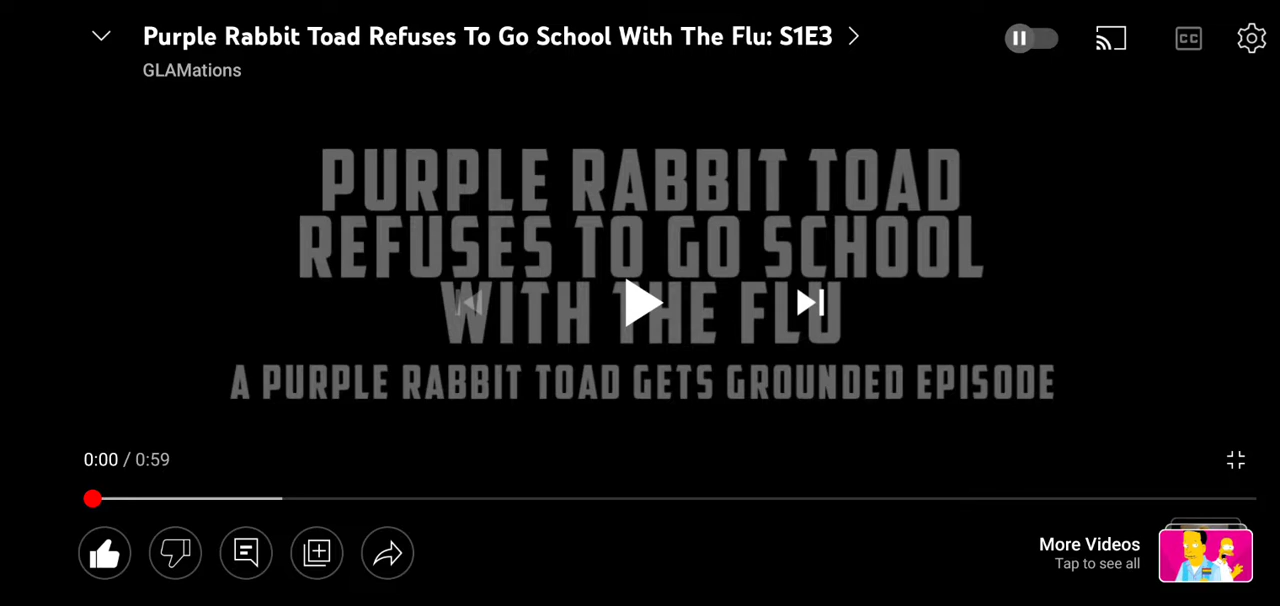 Purple Rabbit Toad Refuses To Go School With The Flu: S1E3
GLAMations
CC
PURPLE RABBIT TOAD
REFUSES TO GO SCHOOL
WITH THE FLU
A PURPLE RABBIT TOAD GETS GROUNDED EPISODE
0:00 / 0:59
More Videos
Tap to see all